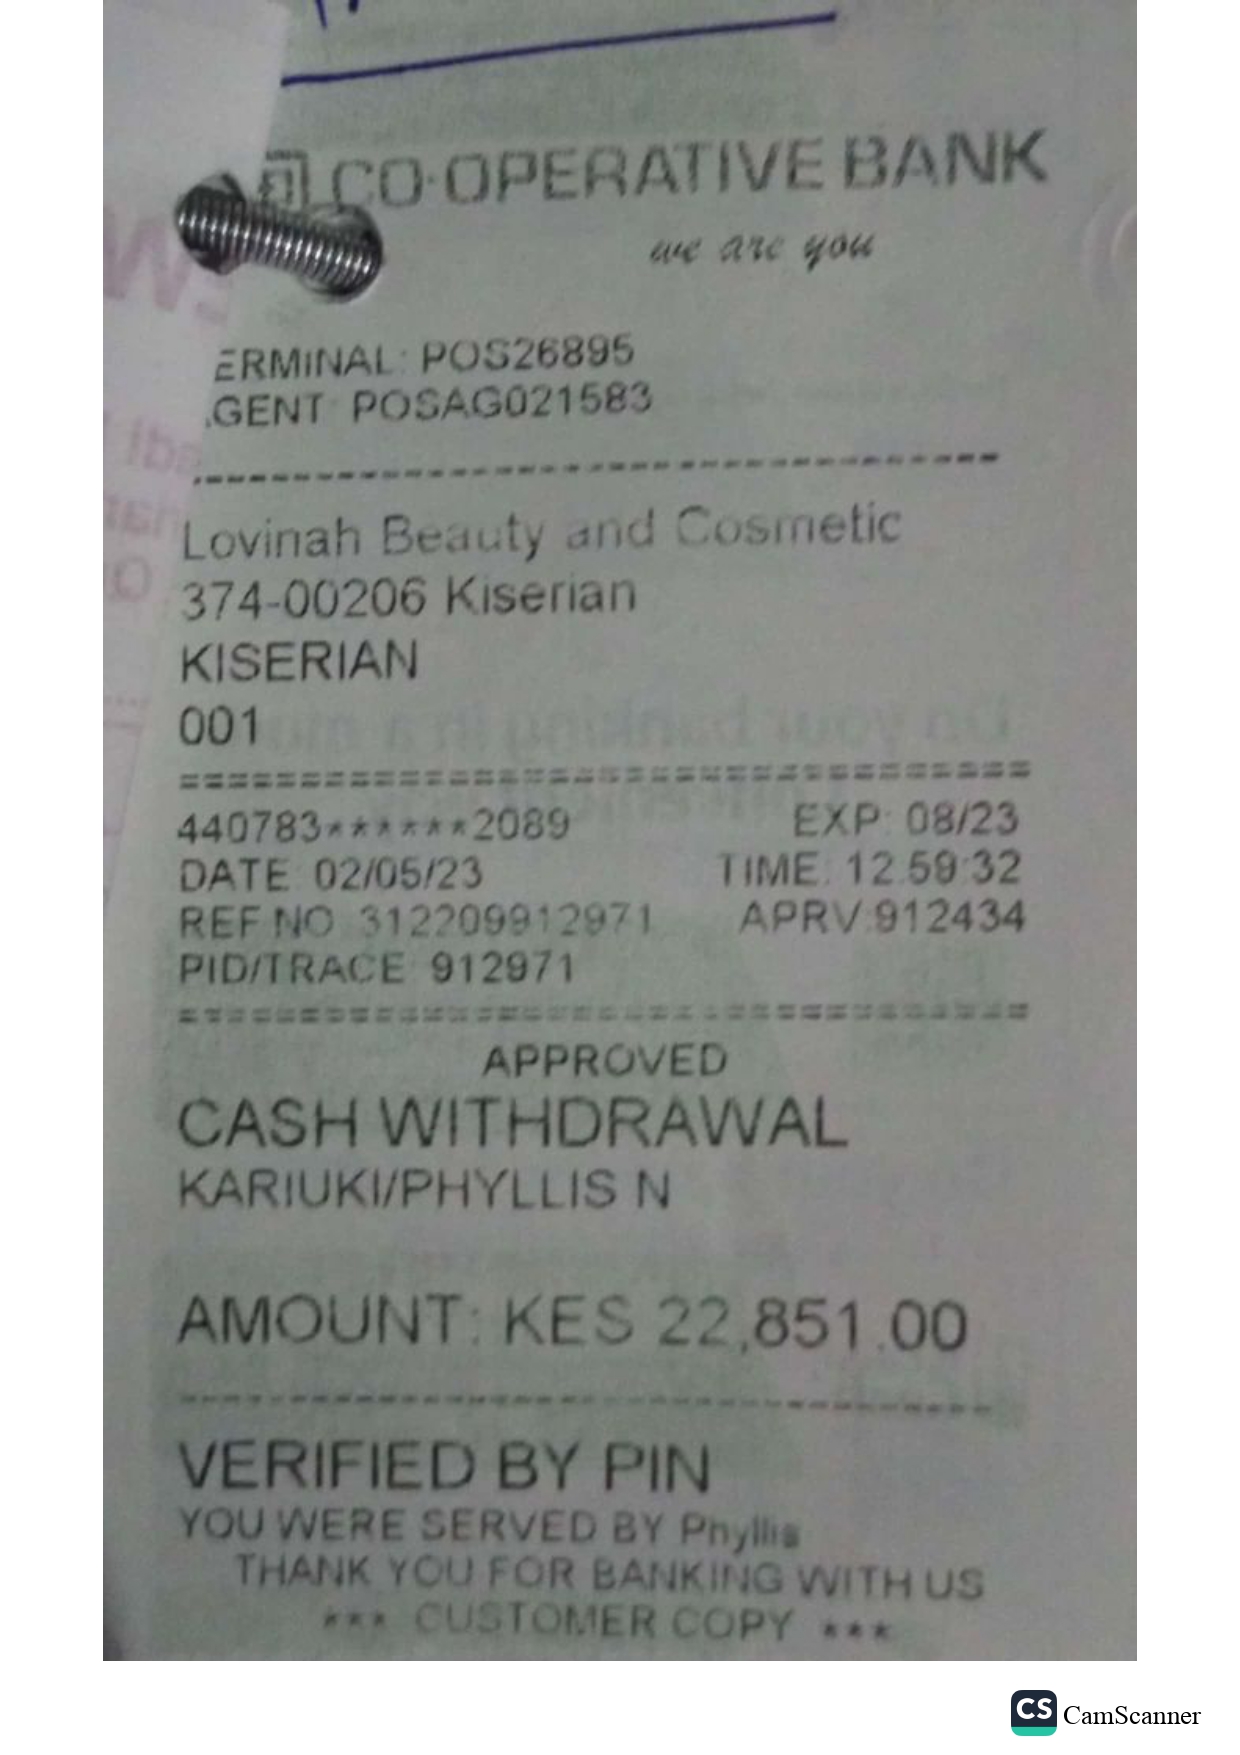 CO-OPERATIVE BANK
we are you
ERMINAL: POS26895
GENT POSAG021583
Lovinah Beauty and Cosmetic
374-00206 Kiserian
KISERIAN
001
440783******2089 EXP: 08/23
DATE 02/05/23 TIME: 12:59:32
REF NO 312209912971 APRV:912434
PID/TRACE 912971
APPROVED
CASH WITHDRAWAL
KARIUKI/PHYLLIS N
AMOUNT: KES 22,851.00
VERIFIED BY PIN
YOU WERE SERVED BY Phyllis
THANK YOU FOR BANKING WITH US
*** CUSTOMER COPY ***
CS CamScanner